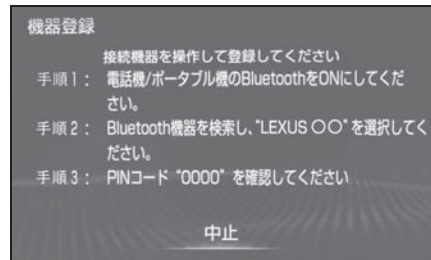 機器登録
接続機器を操作して登録してください
手順1： 電話機/ポータブル機のBluetoothをONにしてくだ
さい。
手順2： Bluetooth機器を検索し、"LEXUS ○○"を選択してく
ださい。
手順3： PINコード "0000" を確認してください
中止